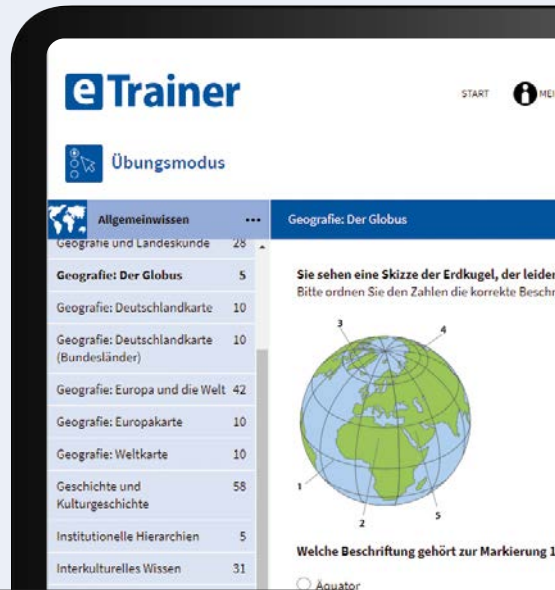 eTrainer
START
MEI
Übungsmodus
Allgemeinwissen ...
Geografie: Der Globus
Geografie und Landeskunde 28
Geografie: Der Globus 5
Geografie: Deutschlandkarte 10
Geografie: Deutschlandkarte 10
(Bundesländer)
Geografie: Europa und die Welt 42
Geografie: Europakarte 10
Geografie: Weltkarte 10
Geschichte und 58
Kulturgeschichte
Institutionelle Hierarchien 5
Interkulturelles Wissen 31
Sie sehen eine Skizze der Erdkugel, der leider
Bitte ordnen Sie den Zahlen die korrekte Beschr
3
4
1
2
5
Welche Beschriftung gehört zur Markierung 1
Äquator